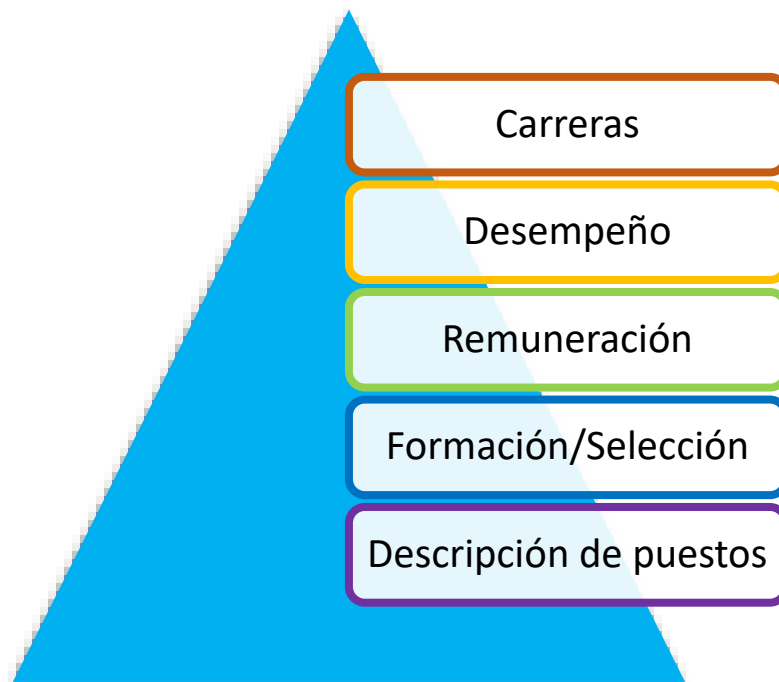 Carreras
Desempeño
Remuneración
Formación/Selección
Descripción de puestos